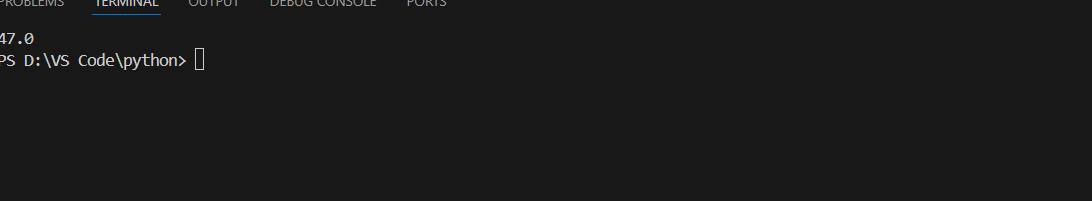 PROBLEMS TERMINAL OUTPUT DEBUG CONSOLE PORTS
47.0
PS D:\VS Code\python>